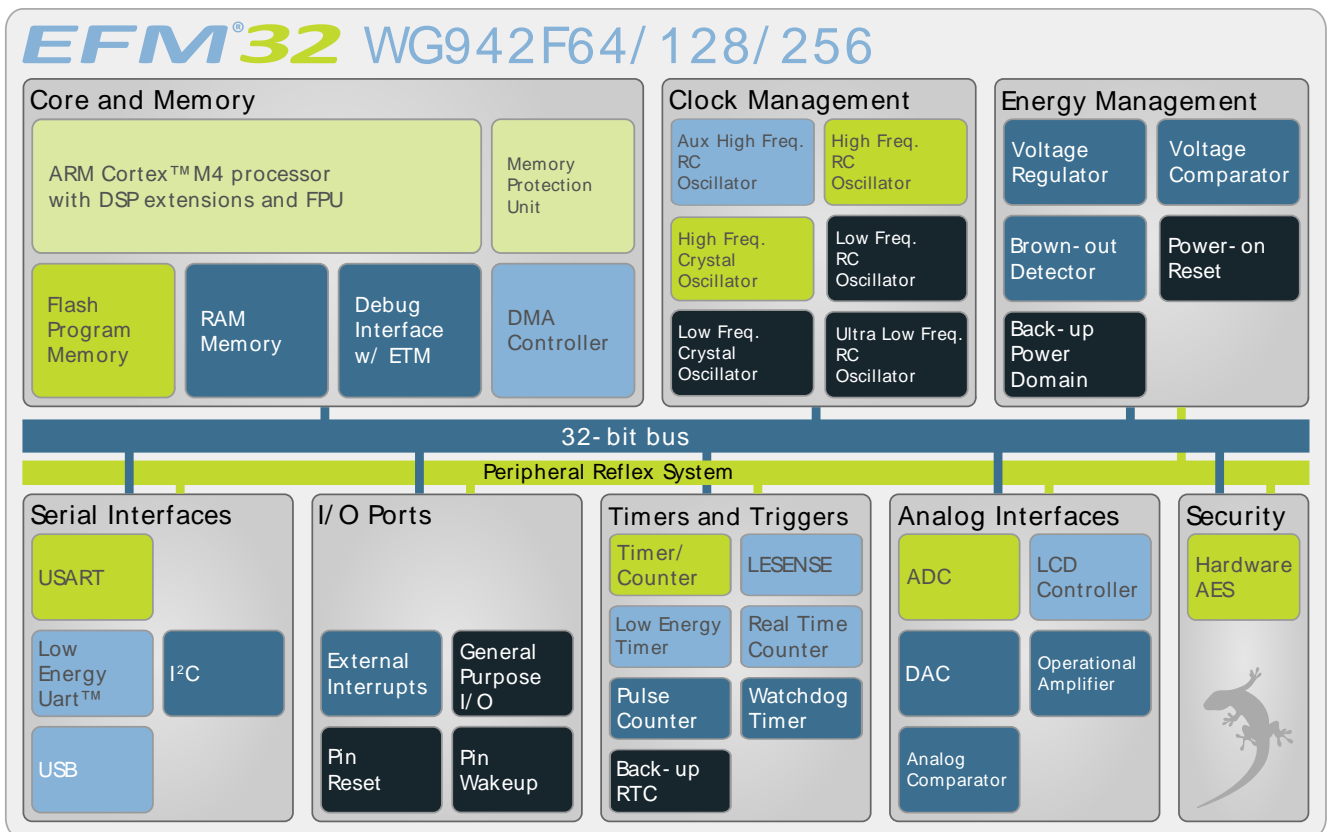 EFM®32 WG942F64/128/256
Core and Memory
ARM Cortex™ M4 processor
with DSP extensions and FPU
Memory
Protection
Unit
Flash
Program
Memory
RAM
Memory
Debug
Interface
w/ ETM
DMA
Controller
Clock Management
Aux High Freq.
RC
Oscillator
High Freq.
RC
Oscillator
High Freq.
Crystal
Oscillator
Low Freq.
RC
Oscillator
Low Freq.
Crystal
Oscillator
Ultra Low Freq.
RC
Oscillator
Energy Management
Voltage
Regulator
Voltage
Comparator
Brown-out
Detector
Power-on
Reset
Back-up
Power
Domain
32-bit bus
Peripheral Reflex System
Serial Interfaces
USART
Low
Energy
Uart™
I²C
USB
I/O Ports
External
Interrupts
General
Purpose
I/O
Pin
Reset
Pin
Wakeup
Timers and Triggers
Timer/
Counter
LESENSE
Low Energy
Timer
Real Time
Counter
Pulse
Counter
Watchdog
Timer
Back-up
RTC
Analog Interfaces
ADC
LCD
Controller
DAC
Operational
Amplifier
Analog
Comparator
Security
Hardware
AES